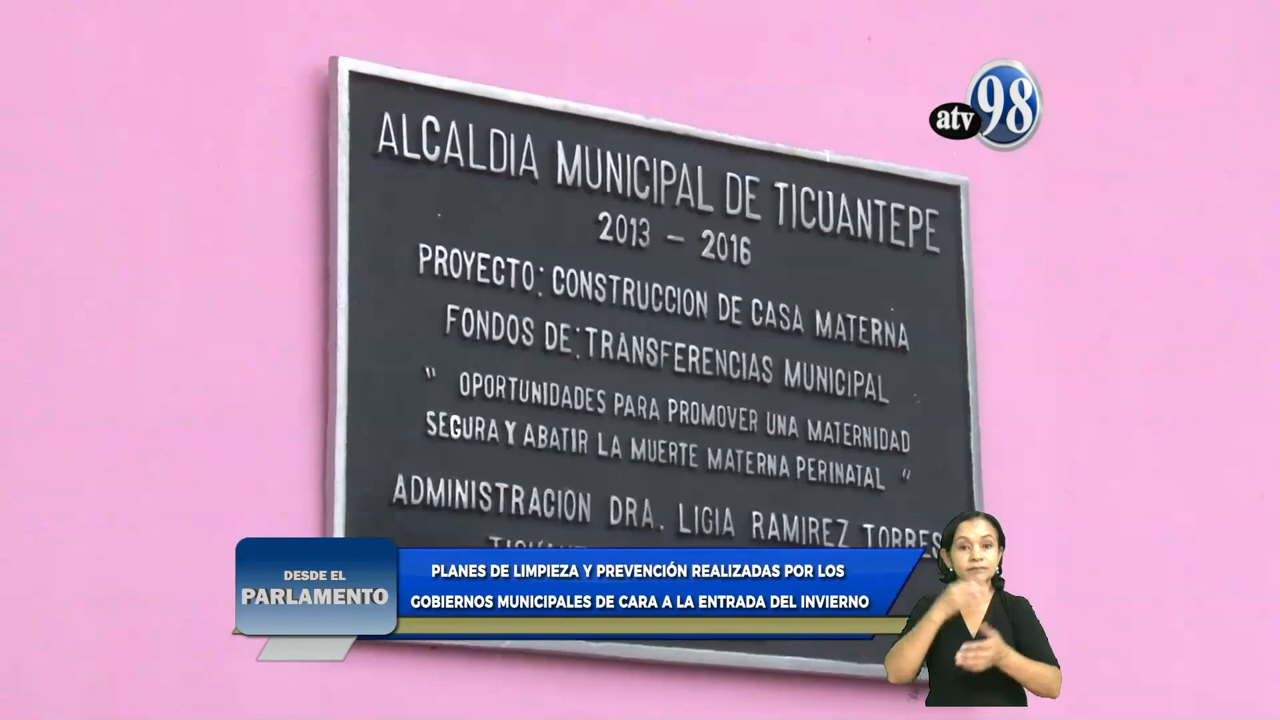 atv 98
ALCALDIA MUNICIPAL DE TICUANTEPE
2013 - 2016
PROYECTO: CONSTRUCCION DE CASA MATERNA
FONDOS DE: TRANSFERENCIAS MUNICIPAL
" OPORTUNIDADES PARA PROMOVER UNA MATERNIDAD
SEGURA Y ABATIR LA MUERTE MATERNA PERINATAL "
ADMINISTRACION DRA. LIGIA RAMIREZ TORRES
DESDE EL
PARLAMENTO
PLANES DE LIMPIEZA Y PREVENCIÓN REALIZADAS POR LOS
GOBIERNOS MUNICIPALES DE CARA A LA ENTRADA DEL INVIERNO